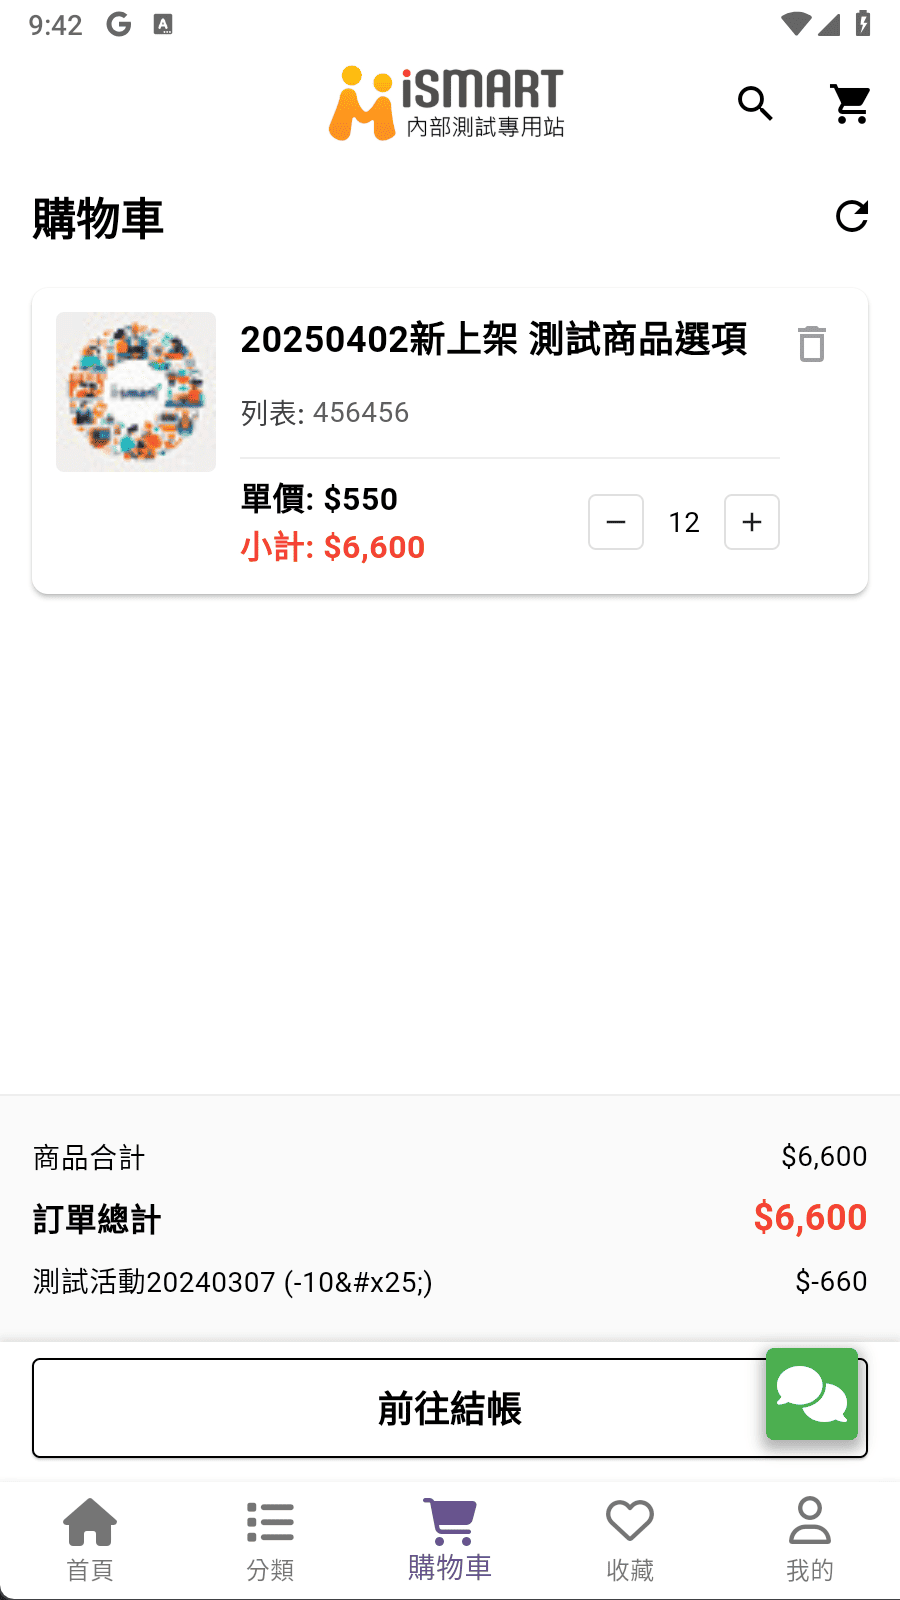 9:42
iSMART
內部測試專用站
購物車
20250402新上架 測試商品選項
列表: 456456
單價: $550
小計: $6,600
12
i·smart
商品合計 $6,600
訂單總計 $6,600
測試活動20240307 (-10&#x25;) $-660
前往結帳
首頁 分類 購物車 收藏 我的